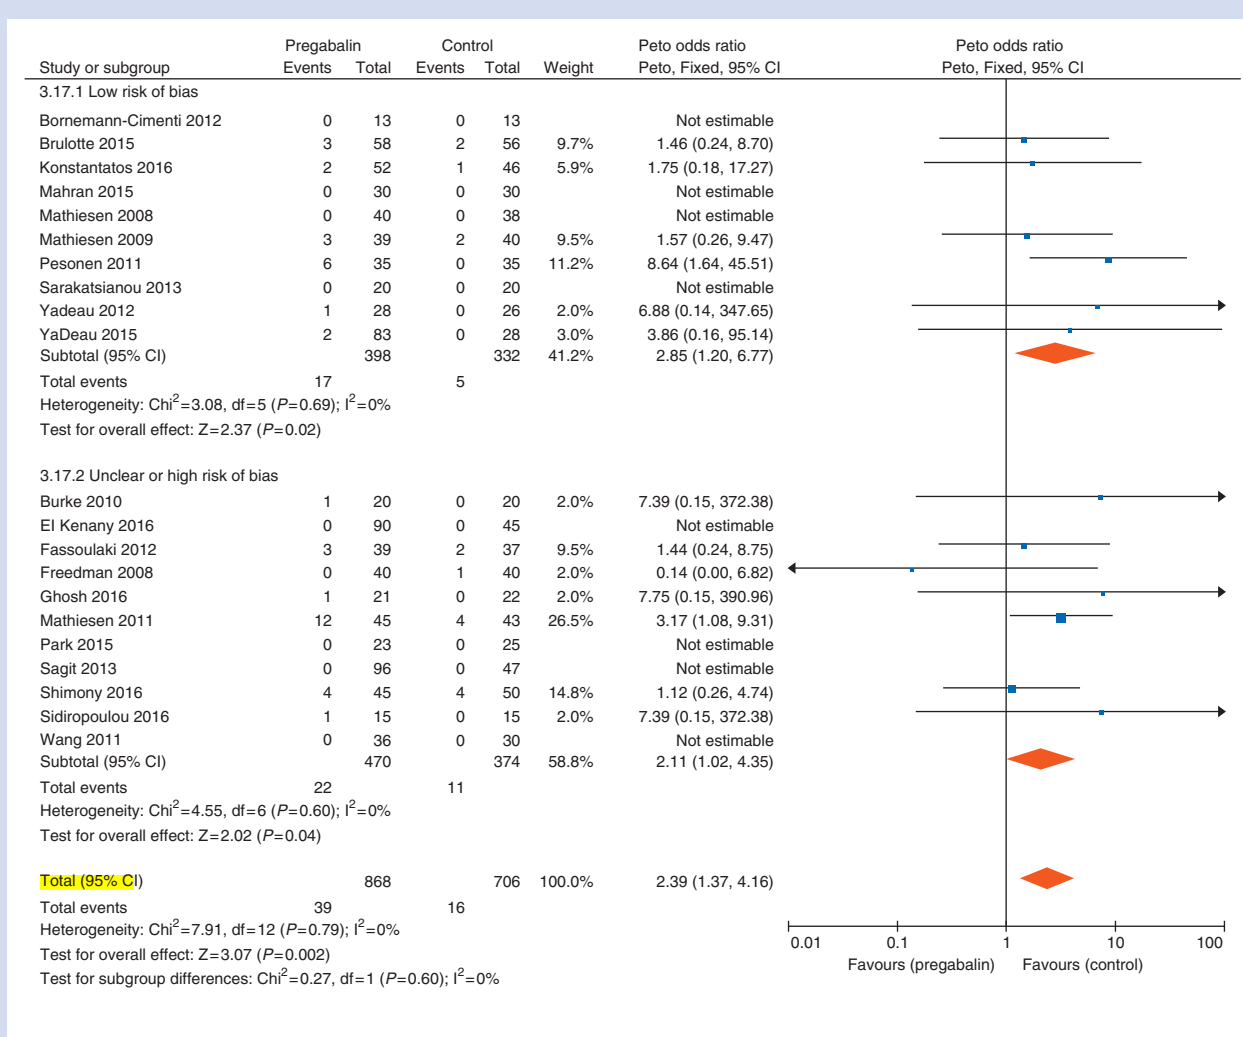 Pregabalin Control Peto odds ratio Peto odds ratio
Study or subgroup Events Total Events Total Weight Peto, Fixed, 95% CI Peto, Fixed, 95% CI
3.17.1 Low risk of bias
Bornemann-Cimenti 2012 0 13 0 13 Not estimable
Brulotte 2015 3 58 2 56 9.7% 1.46 (0.24, 8.70)
Konstantatos 2016 2 52 1 46 5.9% 1.75 (0.18, 17.27)
Mahran 2015 0 30 0 30 Not estimable
Mathiesen 2008 0 40 0 38 Not estimable
Mathiesen 2009 3 39 2 40 9.5% 1.57 (0.26, 9.47)
Pesonen 2011 6 35 0 35 11.2% 8.64 (1.64, 45.51)
Sarakatsianou 2013 0 20 0 20 Not estimable
Yadeau 2012 1 28 0 26 2.0% 6.88 (0.14, 347.65)
YaDeau 2015 2 83 0 28 3.0% 3.86 (0.16, 95.14)
Subtotal (95% CI) 398 332 41.2% 2.85 (1.20, 6.77)
Total events 17 5
Heterogeneity: Chi²=3.08, df=5 (P=0.69); I²=0%
Test for overall effect: Z=2.37 (P=0.02)
3.17.2 Unclear or high risk of bias
Burke 2010 1 20 0 20 2.0% 7.39 (0.15, 372.38)
El Kenany 2016 0 90 0 45 Not estimable
Fassoulaki 2012 3 39 2 37 9.5% 1.44 (0.24, 8.75)
Freedman 2008 0 40 1 40 2.0% 0.14 (0.00, 6.82)
Ghosh 2016 1 21 0 22 2.0% 7.75 (0.15, 390.96)
Mathiesen 2011 12 45 4 43 26.5% 3.17 (1.08, 9.31)
Park 2015 0 23 0 25 Not estimable
Sagit 2013 0 96 0 47 Not estimable
Shimony 2016 4 45 4 50 14.8% 1.12 (0.26, 4.74)
Sidiropoulou 2016 1 15 0 15 2.0% 7.39 (0.15, 372.38)
Wang 2011 0 36 0 30 Not estimable
Subtotal (95% CI) 470 374 58.8% 2.11 (1.02, 4.35)
Total events 22 11
Heterogeneity: Chi²=4.55, df=6 (P=0.60); I²=0%
Test for overall effect: Z=2.02 (P=0.04)
Total (95% CI) 868 706 100.0% 2.39 (1.37, 4.16)
Total events 39 16
Heterogeneity: Chi²=7.91, df=12 (P=0.79); I²=0%
Test for overall effect: Z=3.07 (P=0.002)
Test for subgroup differences: Chi²=0.27, df=1 (P=0.60); I²=0%
0.01 0.1 1 10 100
Favours (pregabalin) Favours (control)